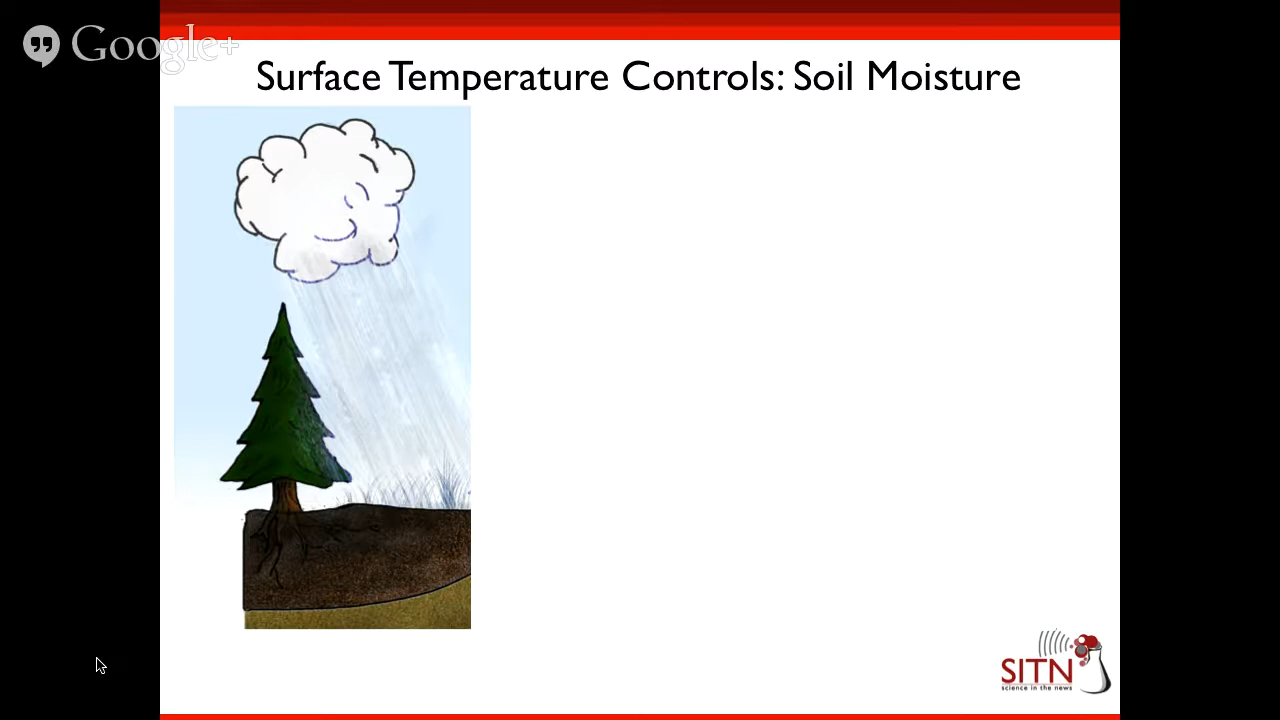 Google+
Surface Temperature Controls: Soil Moisture
SITN
science in the news